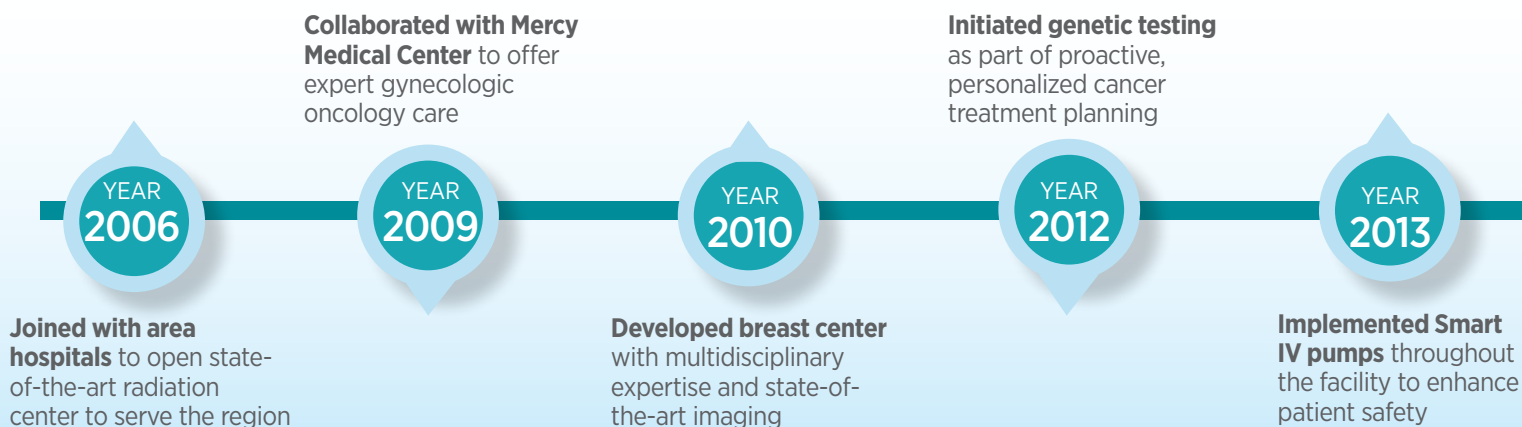 Collaborated with Mercy
Medical Center to offer
expert gynecologic
oncology care
Initiated genetic testing
as part of proactive,
personalized cancer
treatment planning
YEAR
2006
YEAR
2009
YEAR
2010
YEAR
2012
YEAR
2013
Joined with area
hospitals to open state-
of-the-art radiation
center to serve the region
Developed breast center
with multidisciplinary
expertise and state-of-
the-art imaging
Implemented Smart
IV pumps throughout
the facility to enhance
patient safety